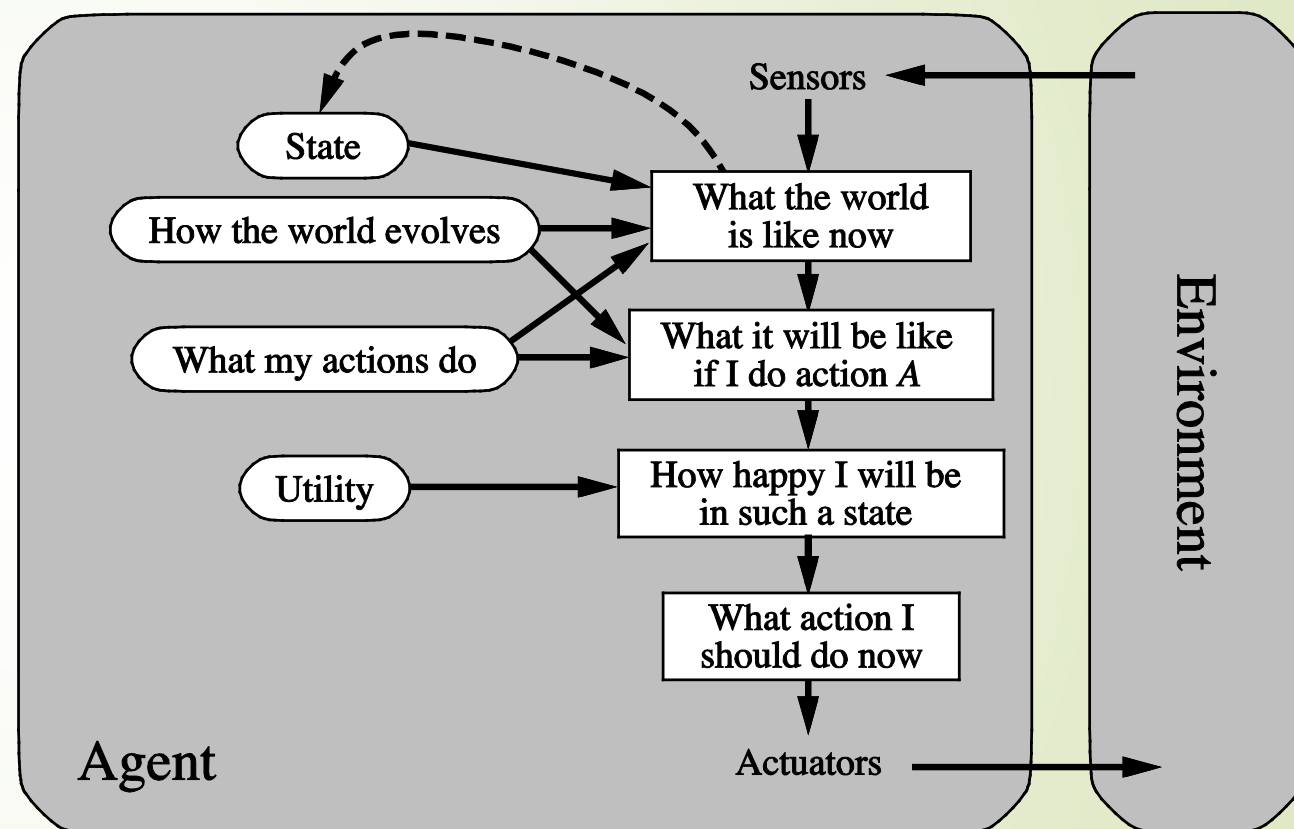 Sensors
State
What the world
is like now
How the world evolves
What it will be like
if I do action A
What my actions do
How happy I will be
in such a state
Utility
What action I
should do now
Agent
Actuators
Environment